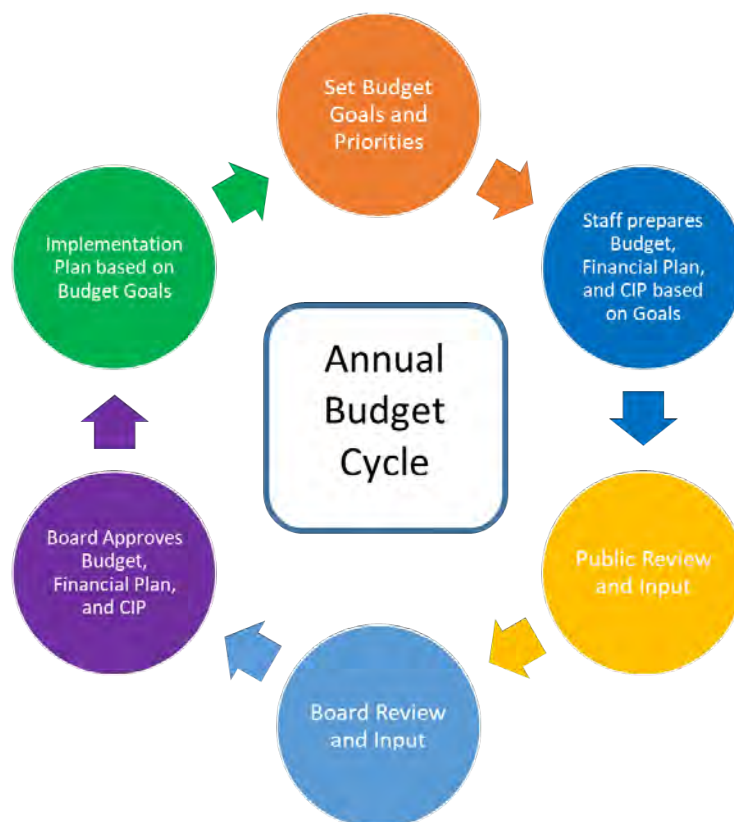 Set Budget
Goals and
Priorities
Staff prepares
Budget,
Financial Plan,
and CIP based
on Goals
Public Review
and Input
Board Review
and Input
Board Approves
Budget,
Financial Plan,
and CIP
Implementation
Plan based on
Budget Goals
Annual
Budget
Cycle